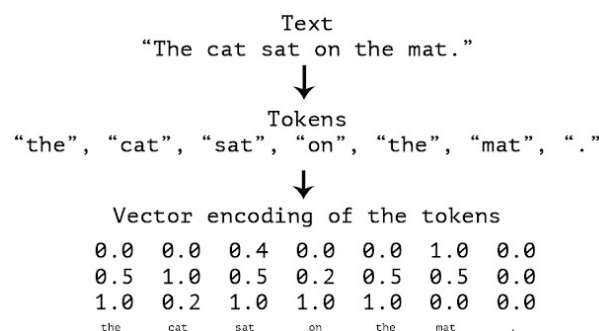 Text
“The cat sat on the mat.”
Tokens
“the”, “cat”, “sat”, “on”, “the”, “mat”, “.”
Vector encoding of the tokens
0.0 0.0 0.4 0.0 0.0 1.0 0.0
0.5 1.0 0.5 0.2 0.5 0.5 0.0
1.0 0.2 1.0 1.0 1.0 0.0 0.0
the cat sat on the mat .